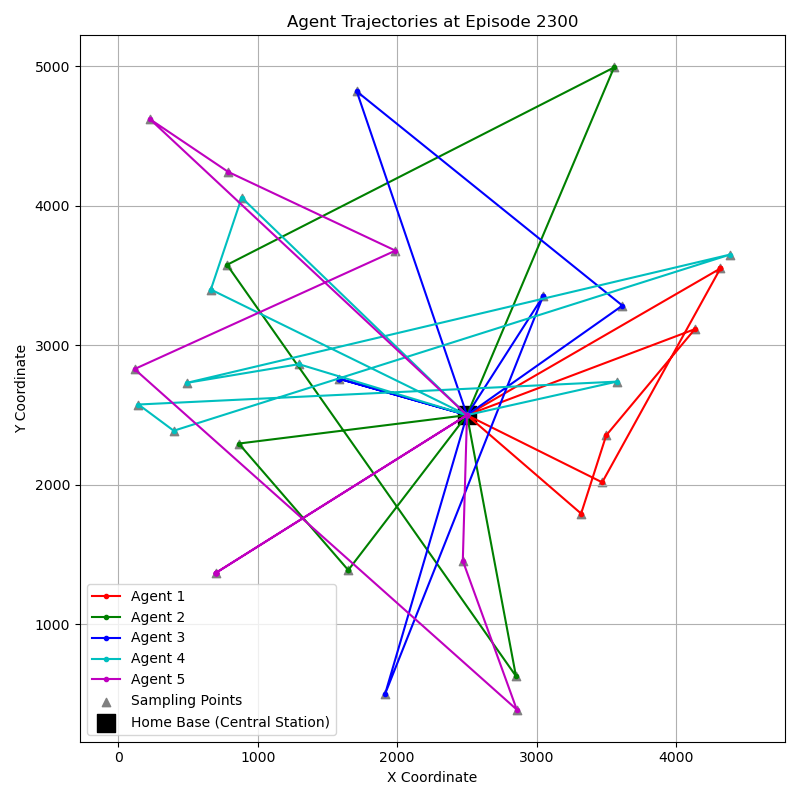 Agent Trajectories at Episode 2300
5000
4000
3000
2000
1000
Y Coordinate
Agent 1
Agent 2
Agent 3
Agent 4
Agent 5
Sampling Points
Home Base (Central Station)
0 1000 2000 3000 4000
X Coordinate